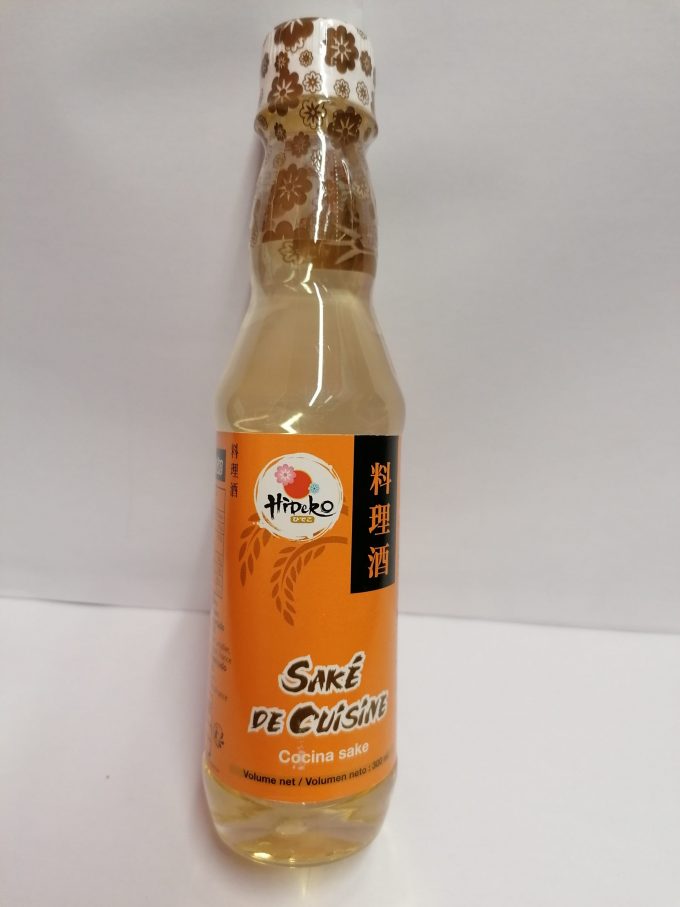 料理酒
HiDeKo
ひでこ
料理酒
SAKÉ
DE CUISINE
Cocina sake
Volume net / Volumen neto : 300